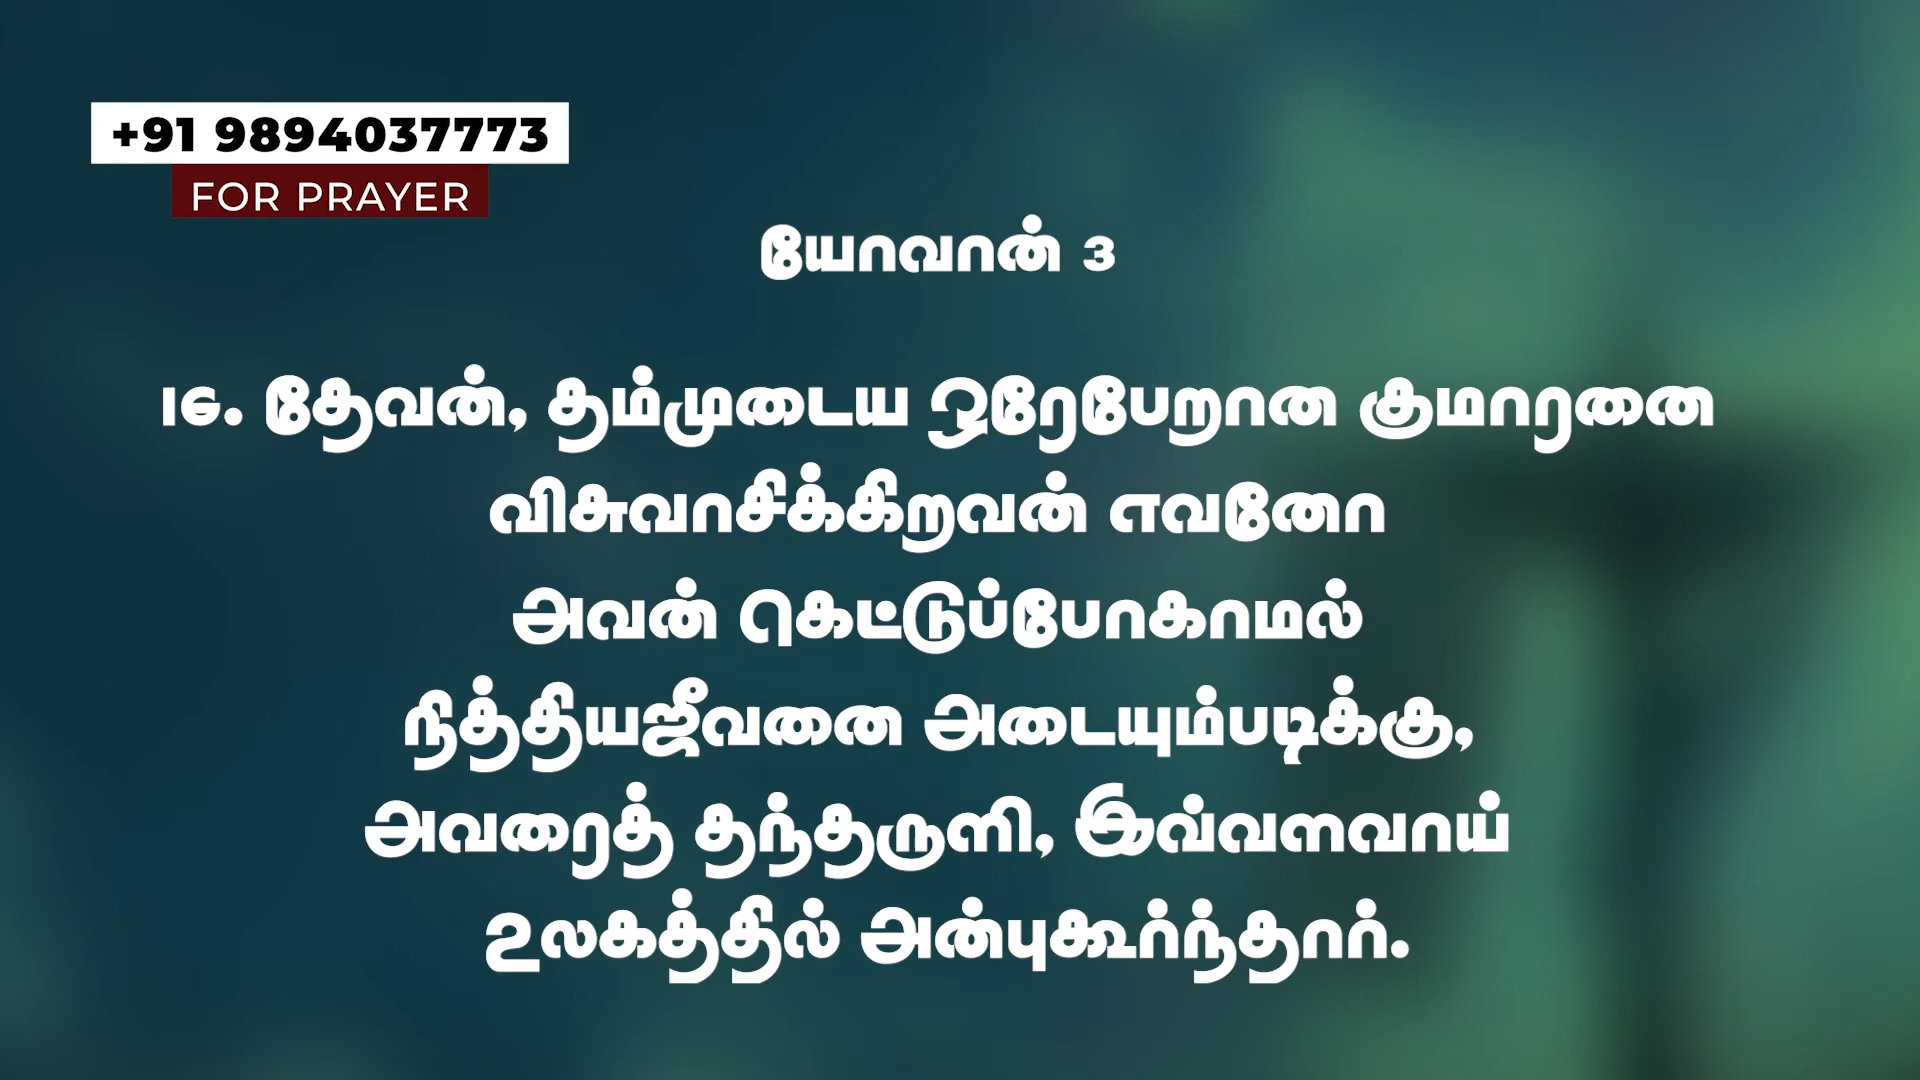 +91 9894037773
FOR PRAYER
யோவான் 3
16. தேவன், தம்முடைய ஒரேபேறான குமாரனை
விசுவாசிக்கிறவன் எவனோ
அவன் கெட்டுப்போகாமல்
நித்தியஜீவனை அடையும்படிக்கு,
அவரைத் தந்தருளி, இவ்வளவாய்
உலகத்தில் அன்புகூர்ந்தார்.